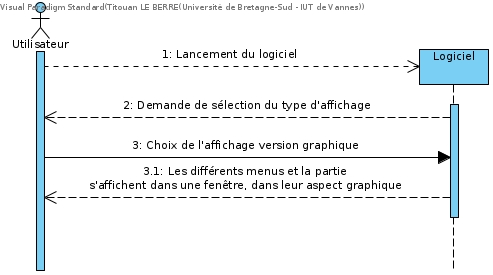 Visual Paradigm Standard(Titouan LE BERRE(Université de Bretagne-Sud - IUT de Vannes))
Utilisateur
1: Lancement du logiciel
Logiciel
2: Demande de sélection du type d'affichage
3: Choix de l'affichage version graphique
3.1: Les différents menus et la partie
s'affichent dans une fenêtre, dans leur aspect graphique